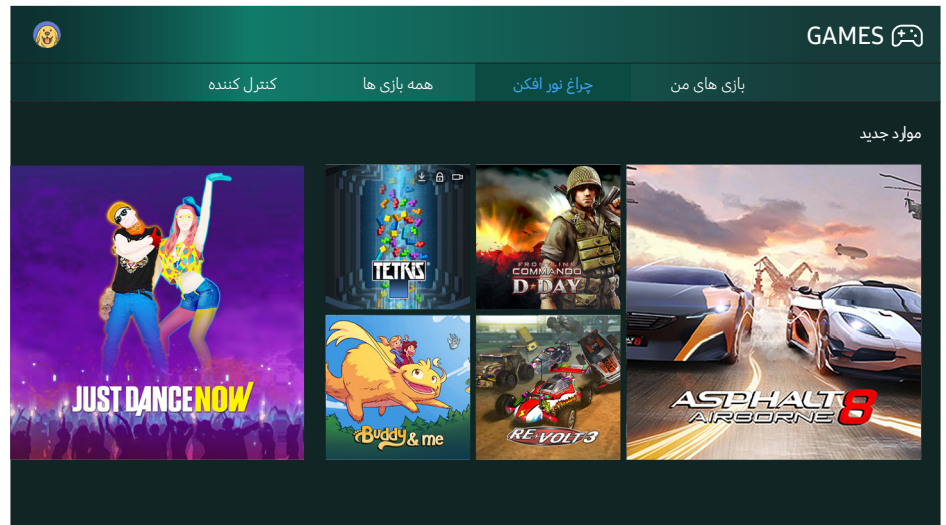 GAMES
بازی های من
چراغ نور افکن
همه بازی ها
کنترل کننده
موارد جدید
ASPHALT 8
AIRBORNE
FRONTLINE
COMMANDO
D-DAY
TETRIS
JUST DANCE NOW
RE-VOLT 3
Buddy & me